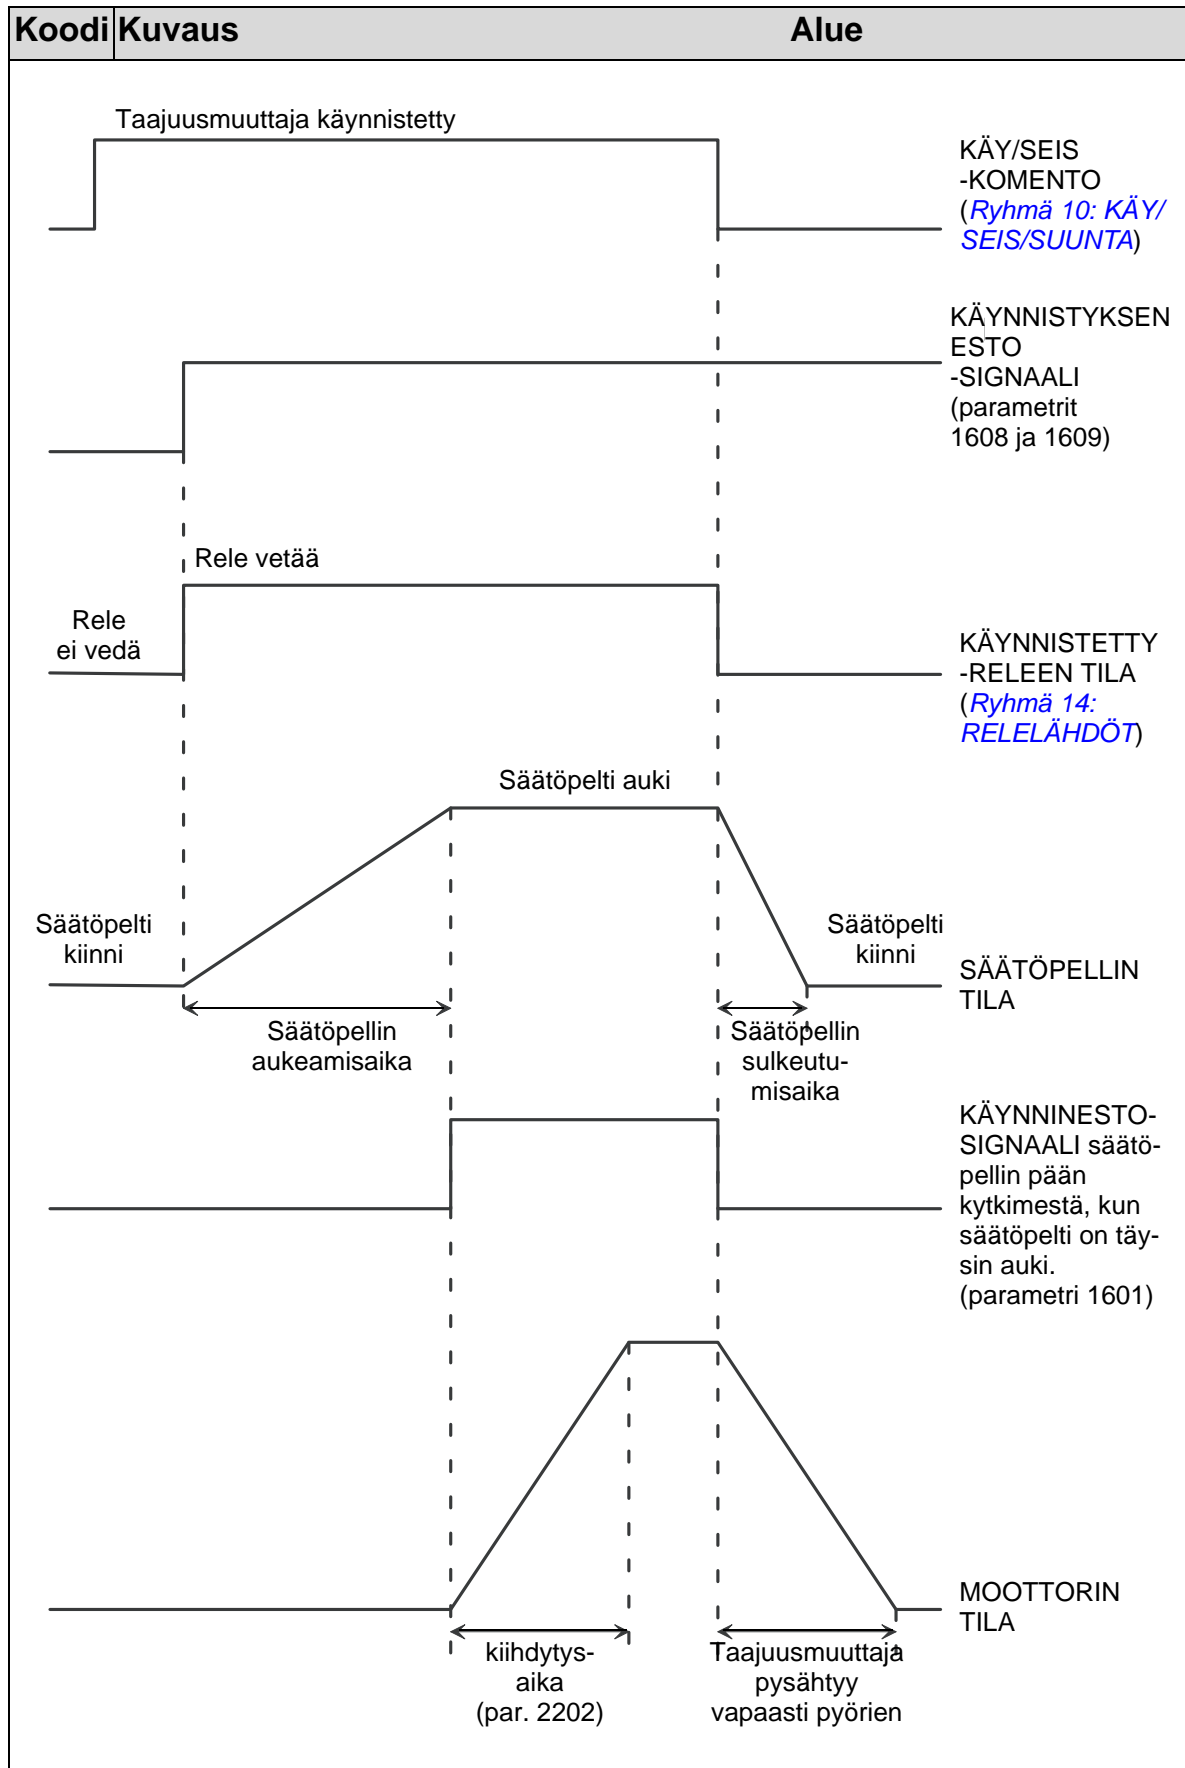 Koodi Kuvaus Alue
Taajuusmuuttaja käynnistetty
KÄY/SEIS
-KOMENTO
(Ryhmä 10: KÄY/
SEIS/SUUNTA)
KÄYNNISTYKSEN
ESTO
-SIGNAALI
(parametrit
1608 ja 1609)
Rele vetää
Rele
ei vedä
KÄYNNISTETTY
-RELEEN TILA
(Ryhmä 14:
RELELÄHDÖT)
Säätöpelti auki
Säätöpelti
kiinni
Säätöpelti
kiinni
SÄÄTÖPELLIN
TILA
Säätöpellin
aukeamisaika
Säätöpellin
sulkeutu-
misaika
KÄYNNINESTO-
SIGNAALI säätö-
pellin pään
kytkimestä, kun
säätöpelti on täy-
sin auki.
(parametri 1601)
MOOTTORIN
TILA
kiihdytys-
aika
(par. 2202)
Taajuusmuuttaja
pysähtyy
vapaasti pyörien